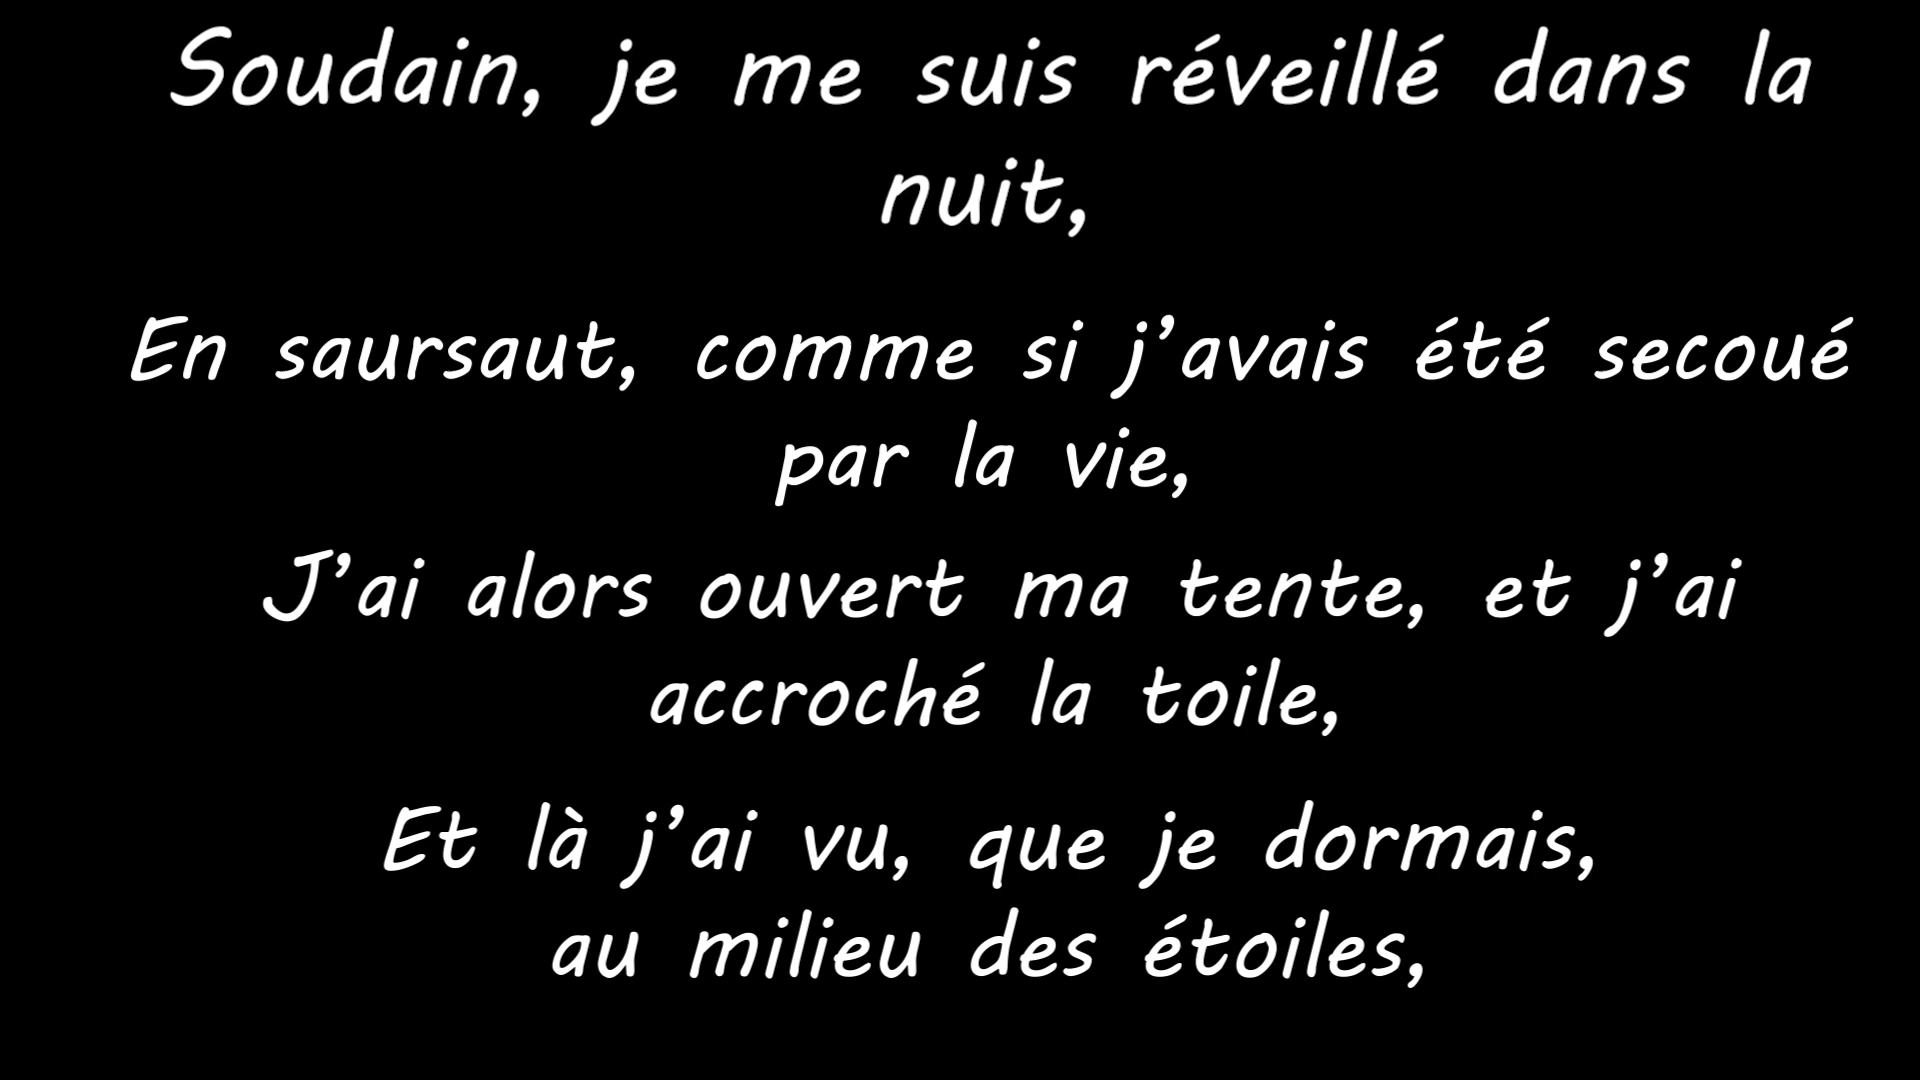 Soudain, je me suis réveillé dans la
nuit,
En saursaut, comme si j’avais été secoué
par la vie,
J’ai alors ouvert ma tente, et j’ai
accroché la toile,
Et là j’ai vu, que je dormais,
au milieu des étoiles,